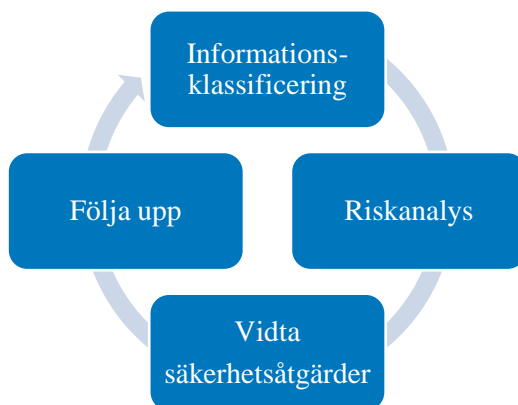 Informations-
klassificering
Riskanalys
Vidta
säkerhetsåtgärder
Följa upp